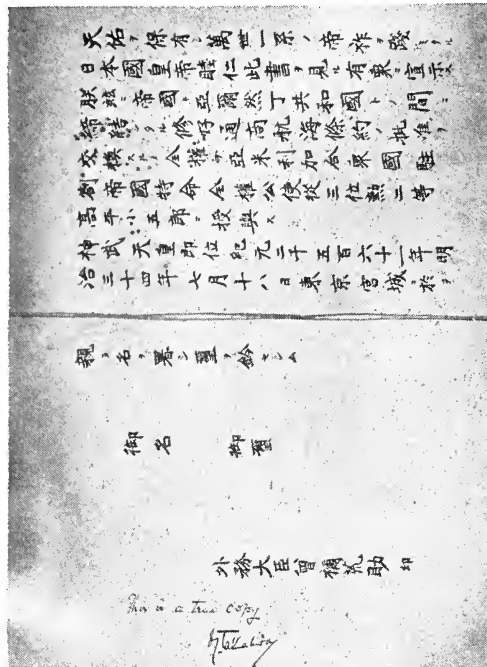 天佑ヲ保有シ萬世一系ノ帝祚ヲ踐ミタル
日本國皇帝睦仁此書ヲ見ル有衆ニ宣示ス
朕茲ニ帝國ト亞爾然丁共和國トノ間ニ
締結シタル修好通商航海條約ノ批准ヲ
交換スルノ全權ヲ亞米利加合衆國駐
劄帝國特命全權公使從三位勲二等
高平小五郎ニ授與ス
神武天皇即位紀元二千五百六十一年明
治三十四年七月十八日東京宮城ニ於テ
親ラ名ヲ署シ璽ヲ鈐セシム
御名 御璽
外務大臣曾禰荒助 印
This is a true copy